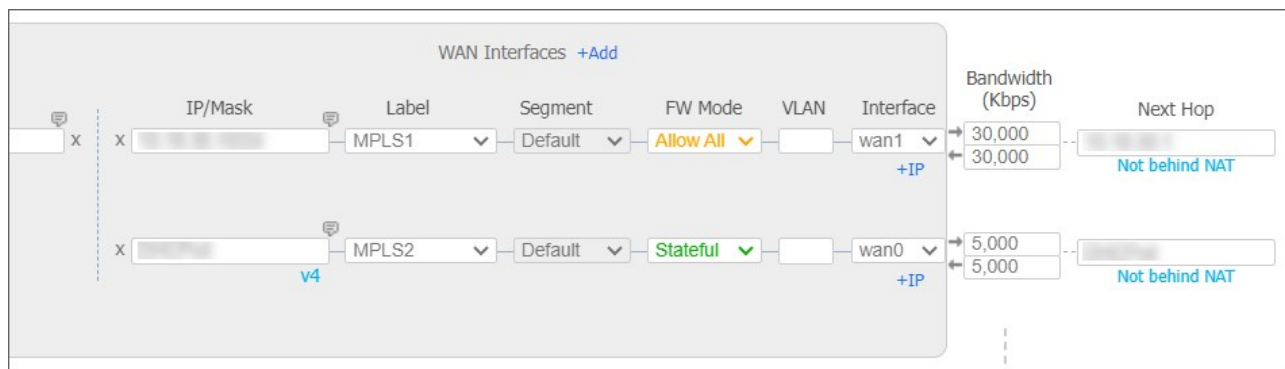 WAN Interfaces +Add
Bandwidth
(Kbps)
IP/Mask Label Segment FW Mode VLAN Interface Next Hop
x x MPLS1 Default Allow All wan1 30,000
30,000
+IP Not behind NAT
x MPLS2 Default Stateful wan0 5,000
5,000
v4 +IP Not behind NAT